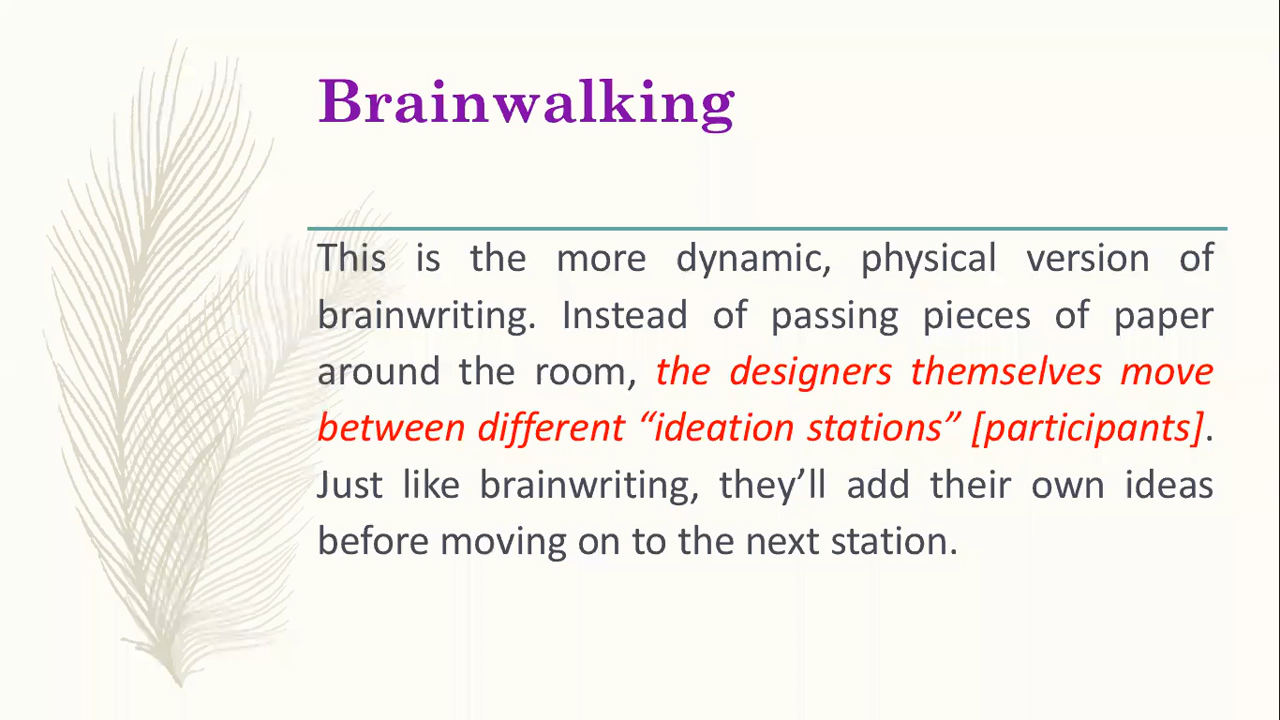 Brainwalking
This is the more dynamic, physical version of
brainwriting. Instead of passing pieces of paper
around the room, the designers themselves move
between different “ideation stations” [participants].
Just like brainwriting, they’ll add their own ideas
before moving on to the next station.